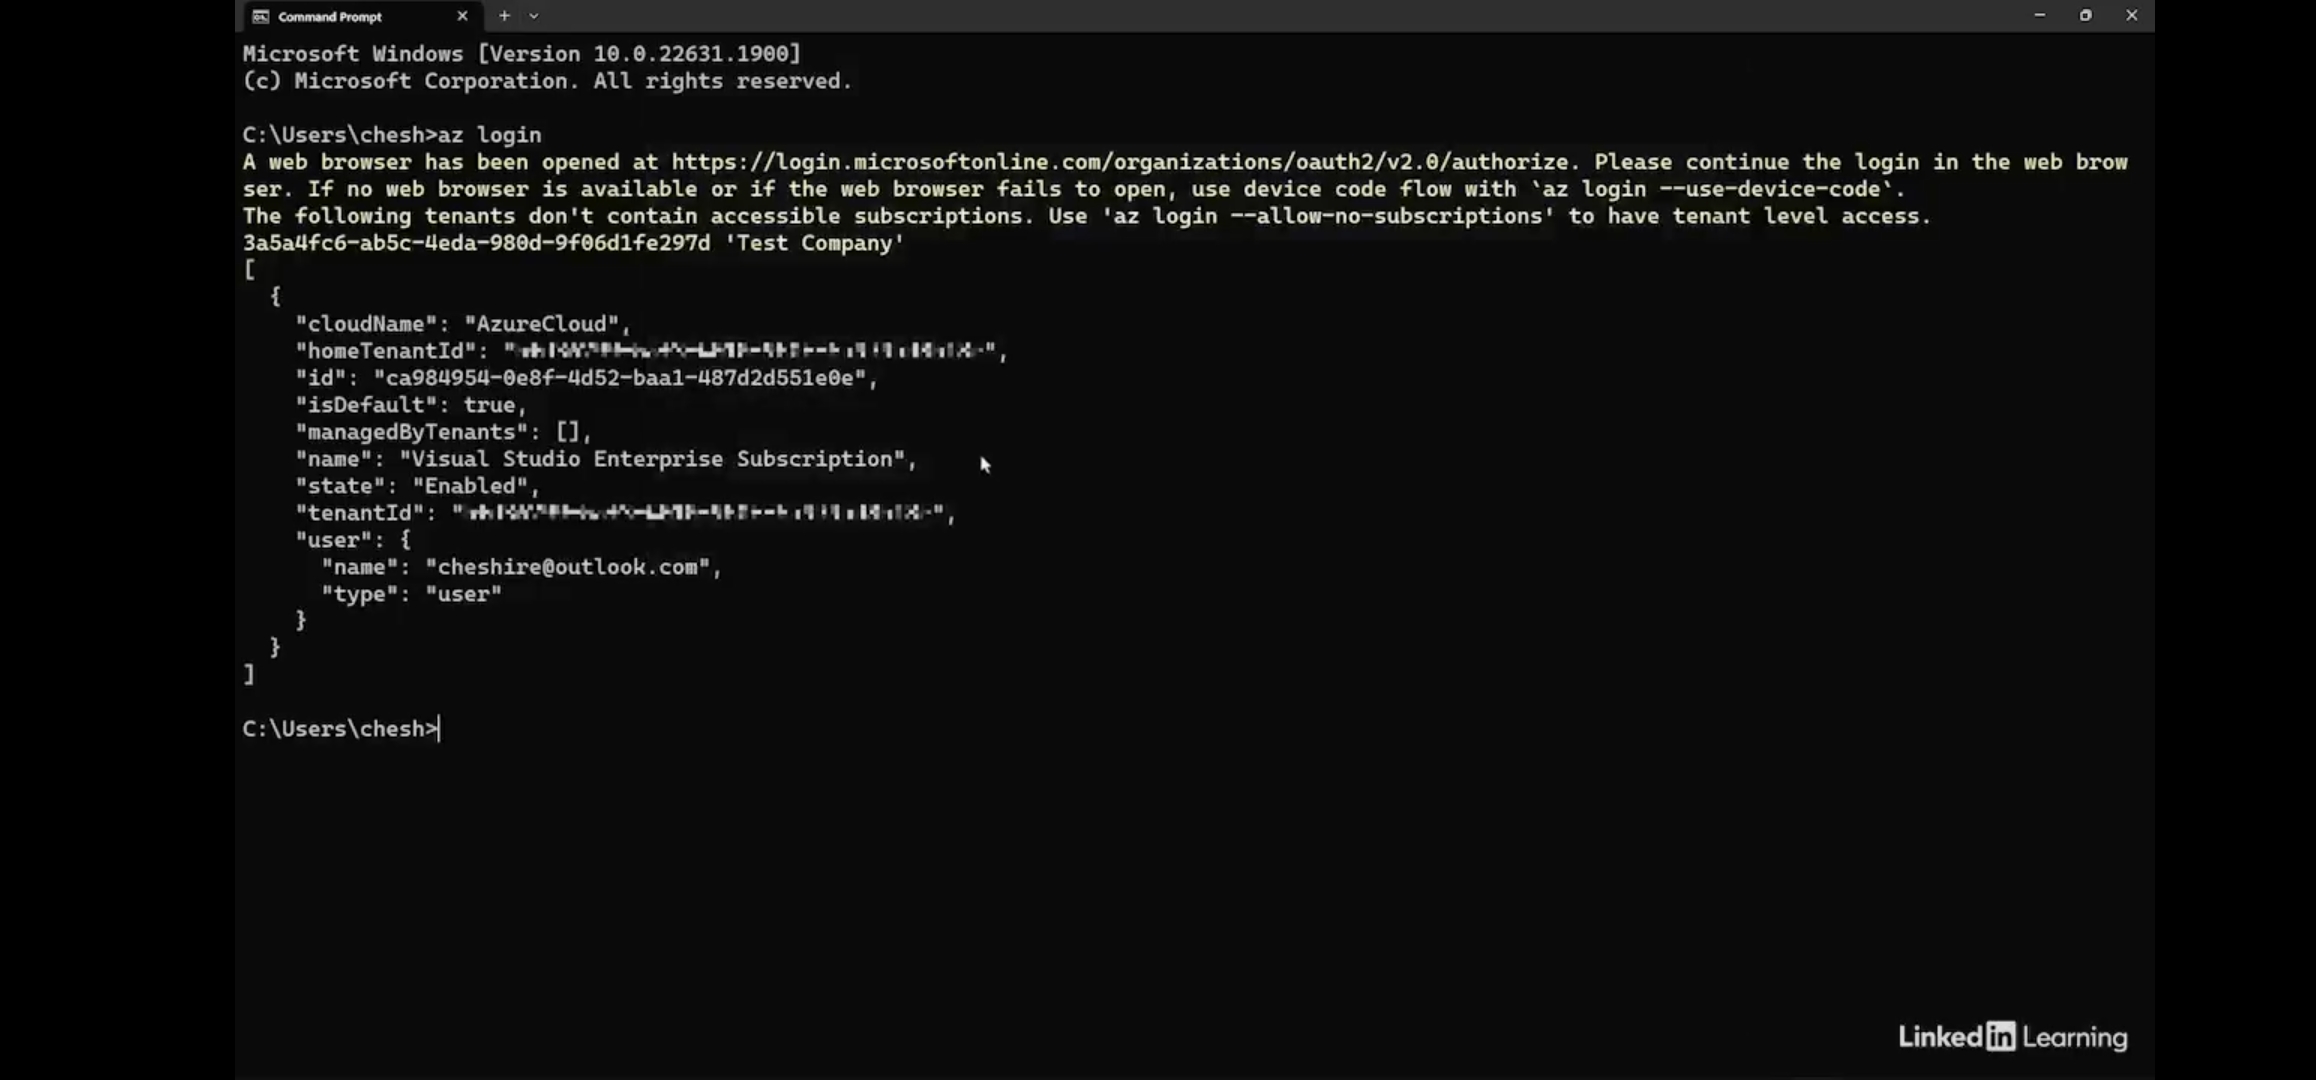 Command Prompt
Microsoft Windows [Version 10.0.22631.1900]
(c) Microsoft Corporation. All rights reserved.
C:\Users\chesh>az login
A web browser has been opened at https://login.microsoftonline.com/organizations/oauth2/v2.0/authorize. Please continue the login in the web brow
ser. If no web browser is available or if the web browser fails to open, use device code flow with `az login --use-device-code`.
The following tenants don't contain accessible subscriptions. Use 'az login --allow-no-subscriptions' to have tenant level access.
3a5a4fc6-ab5c-4eda-980d-9f06d1fe297d 'Test Company'
[
  {
    "cloudName": "AzureCloud",
    "homeTenantId": "",
    "id": "ca984954-0e8f-4d52-baa1-487d2d551e0e",
    "isDefault": true,
    "managedByTenants": [],
    "name": "Visual Studio Enterprise Subscription",
    "state": "Enabled",
    "tenantId": "",
    "user": {
      "name": "cheshire@outlook.com",
      "type": "user"
    }
  }
]
C:\Users\chesh>
Linked in Learning